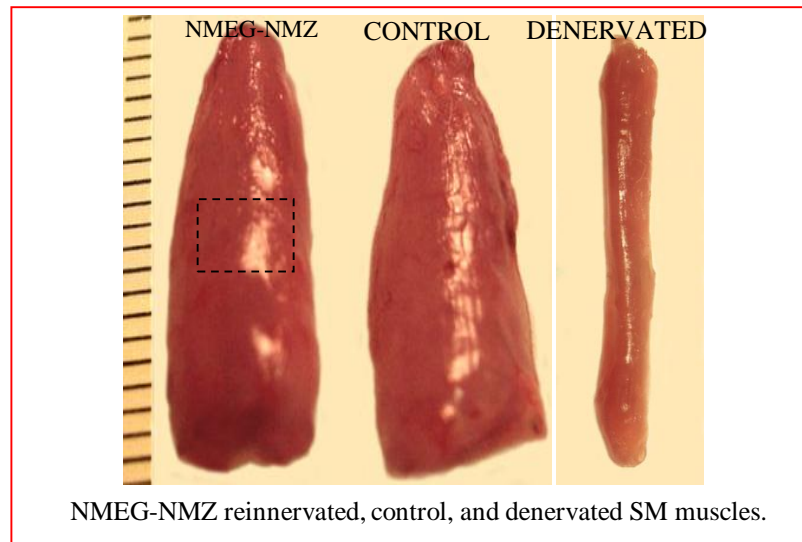 NMEG-NMZ CONTROL DENERVATED
NMEG-NMZ reinnervated, control, and denervated SM muscles.